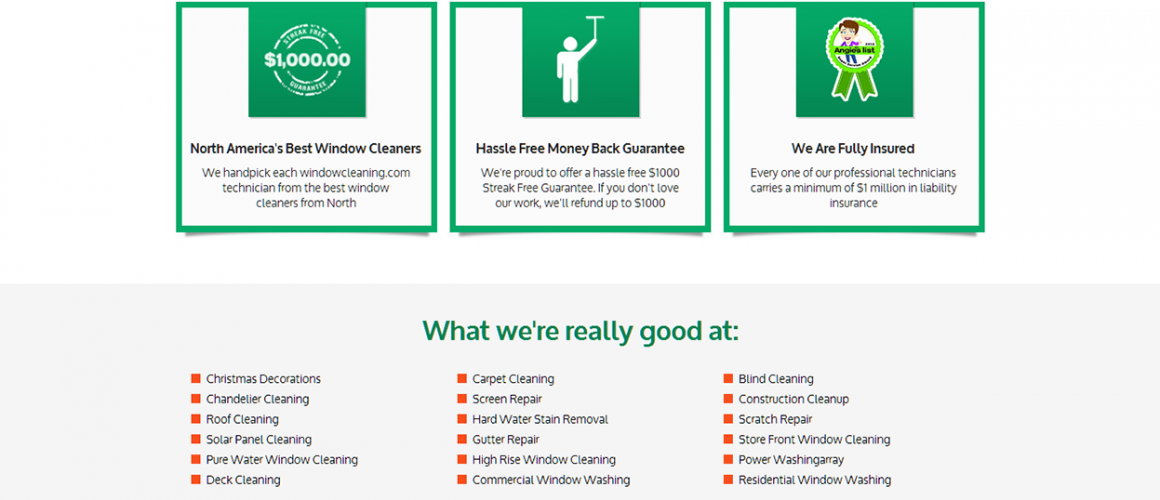 STREAK FREE
$1,000.00
GUARANTEE
North America's Best Window Cleaners
We handpick each windowcleaning.com
technician from the best window
cleaners from North
Hassle Free Money Back Guarantee
We're proud to offer a hassle free $1000
Streak Free Guarantee. If you don't love
our work, we'll refund up to $1000
Angie's list
We Are Fully Insured
Every one of our professional technicians
carries a minimum of $1 million in liability
insurance
What we're really good at:
Christmas Decorations
Chandelier Cleaning
Roof Cleaning
Solar Panel Cleaning
Pure Water Window Cleaning
Deck Cleaning
Carpet Cleaning
Screen Repair
Hard Water Stain Removal
Gutter Repair
High Rise Window Cleaning
Commercial Window Washing
Blind Cleaning
Construction Cleanup
Scratch Repair
Store Front Window Cleaning
Power Washingarray
Residential Window Washing